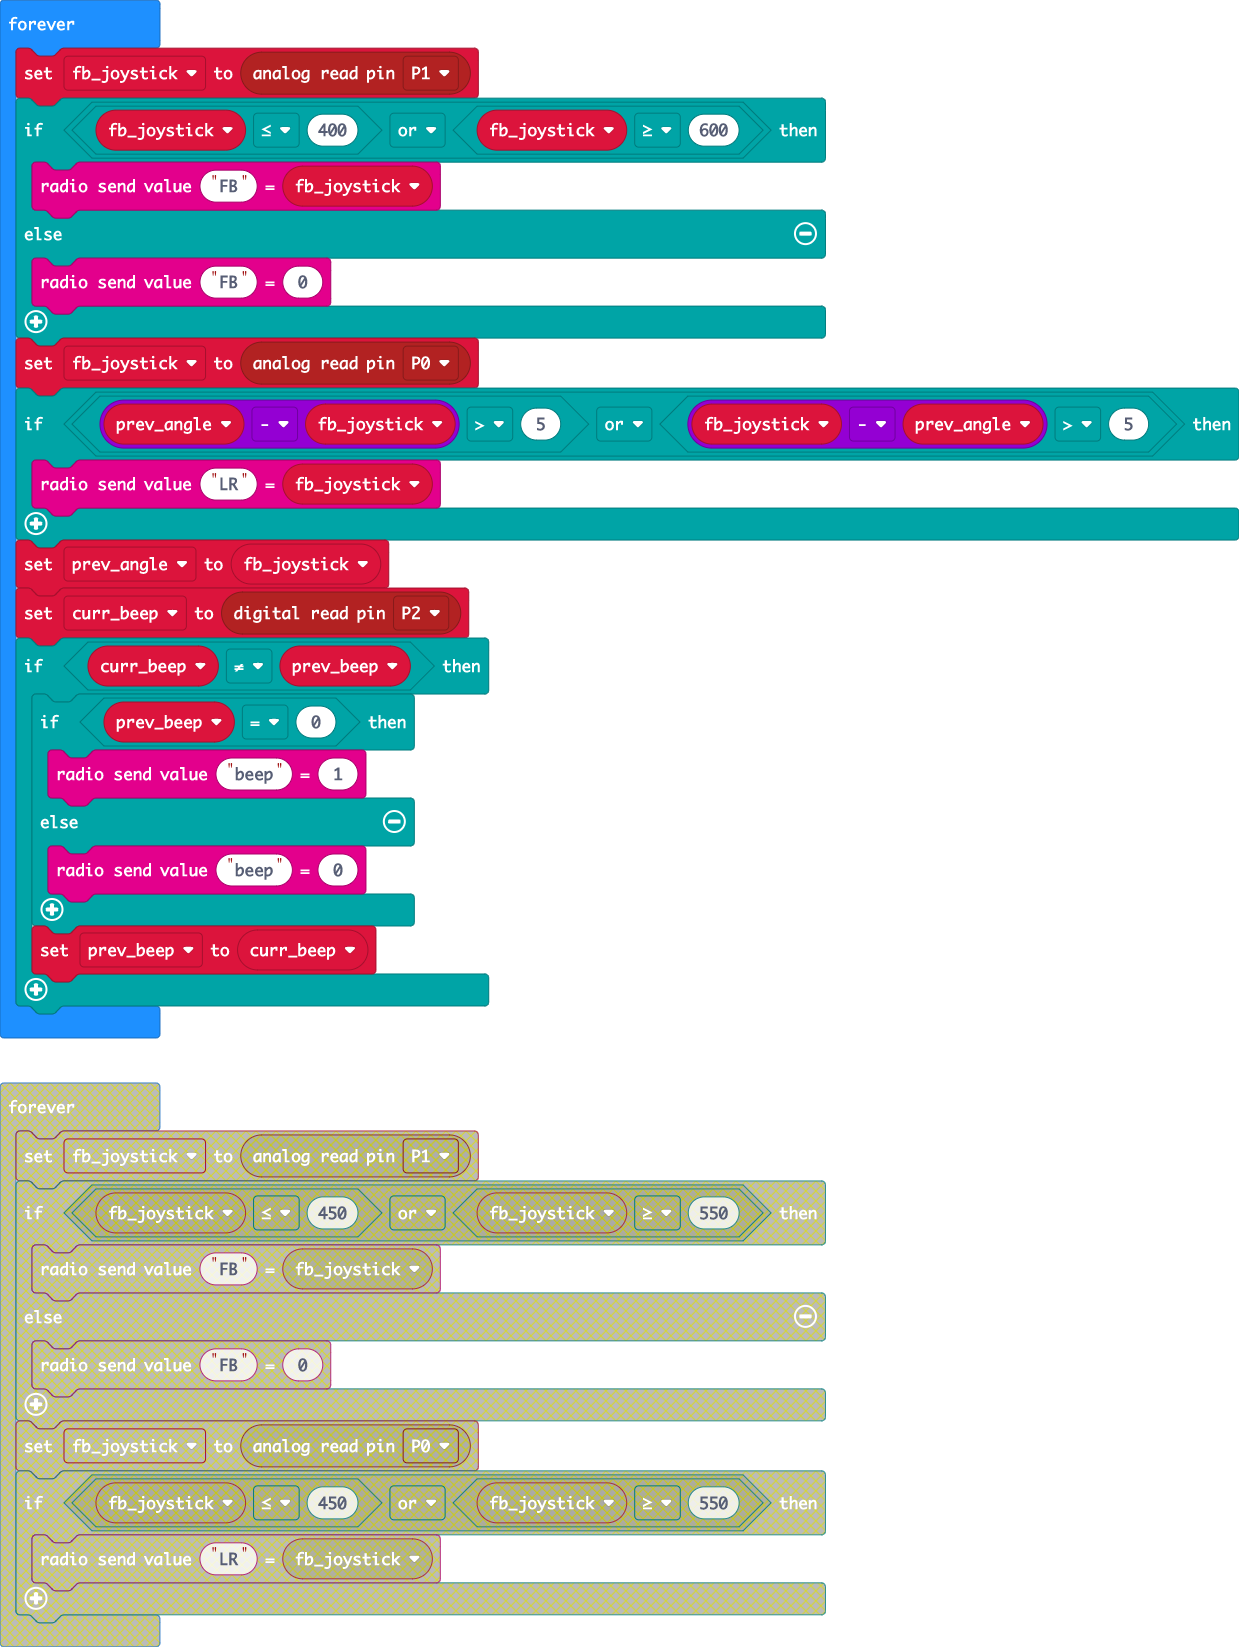 forever
set fb_joystick to analog read pin P1
if fb_joystick ≤ 400 or fb_joystick ≥ 600 then
radio send value "FB" = fb_joystick
else
radio send value "FB" = 0
set fb_joystick to analog read pin P0
if prev_angle - fb_joystick > 5 or fb_joystick - prev_angle > 5 then
radio send value "LR" = fb_joystick
set prev_angle to fb_joystick
set curr_beep to digital read pin P2
if curr_beep ≠ prev_beep then
if prev_beep = 0 then
radio send value "beep" = 1
else
radio send value "beep" = 0
set prev_beep to curr_beep
forever
set fb_joystick to analog read pin P1
if fb_joystick ≤ 450 or fb_joystick ≥ 550 then
radio send value "FB" = fb_joystick
else
radio send value "FB" = 0
set fb_joystick to analog read pin P0
if fb_joystick ≤ 450 or fb_joystick ≥ 550 then
radio send value "LR" = fb_joystick